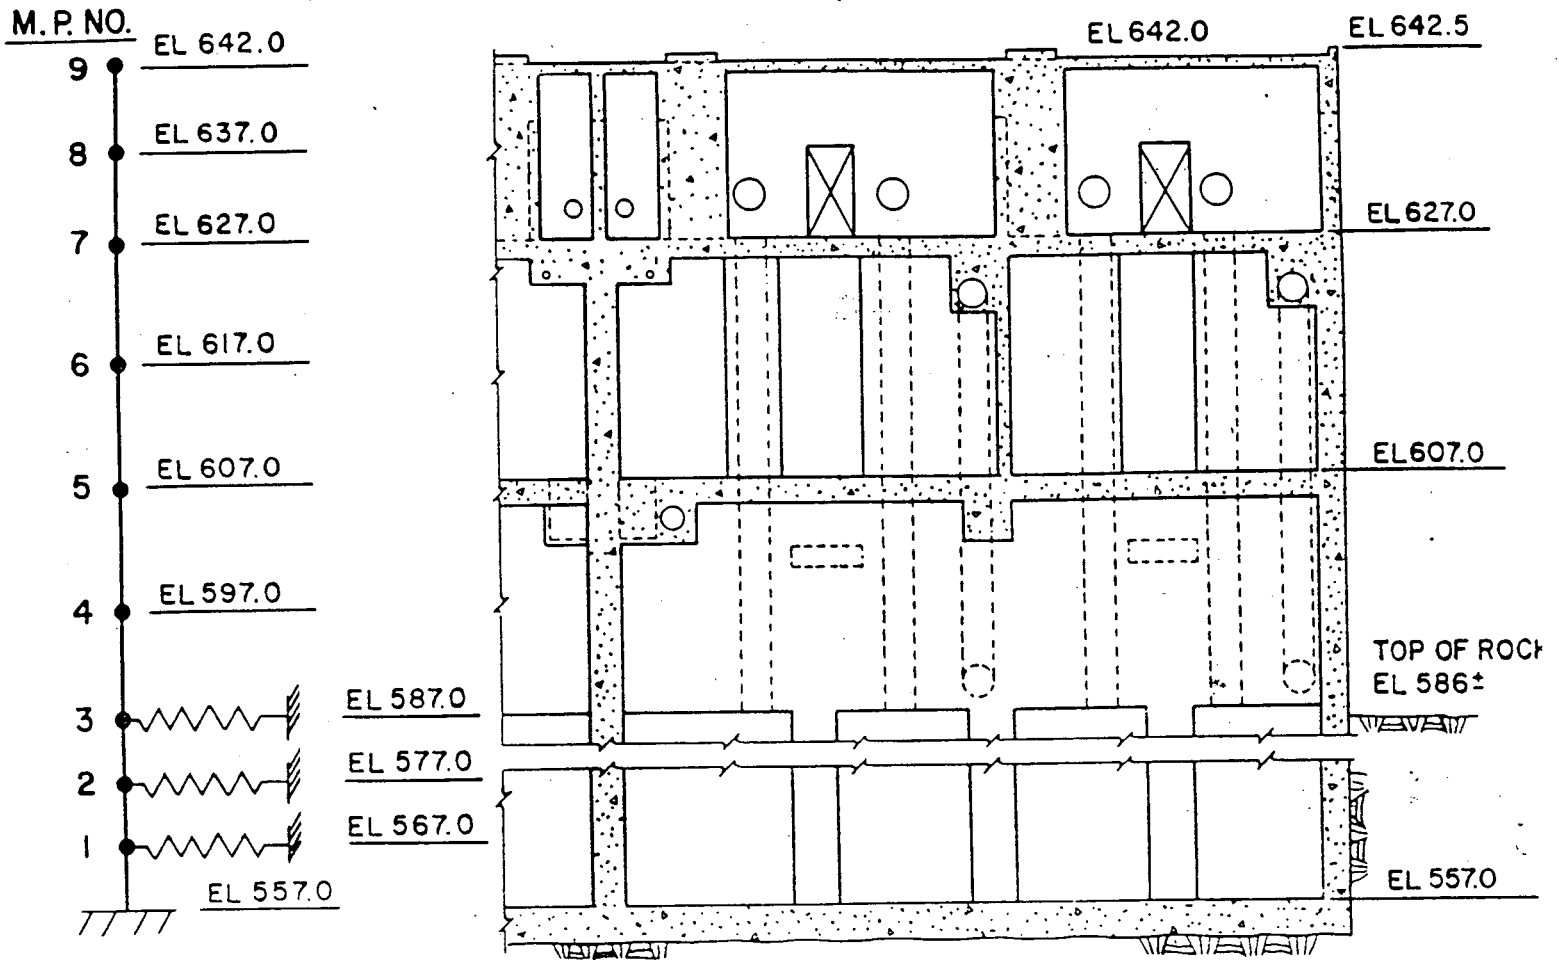 M. P. NO.
9 EL 642.0
8 EL 637.0
7 EL 627.0
6 EL 617.0
5 EL 607.0
4 EL 597.0
3 EL 587.0
2 EL 577.0
1 EL 567.0
EL 557.0
EL 642.0
EL 642.5
EL 627.0
EL 607.0
TOP OF ROCK
EL 586±
EL 557.0